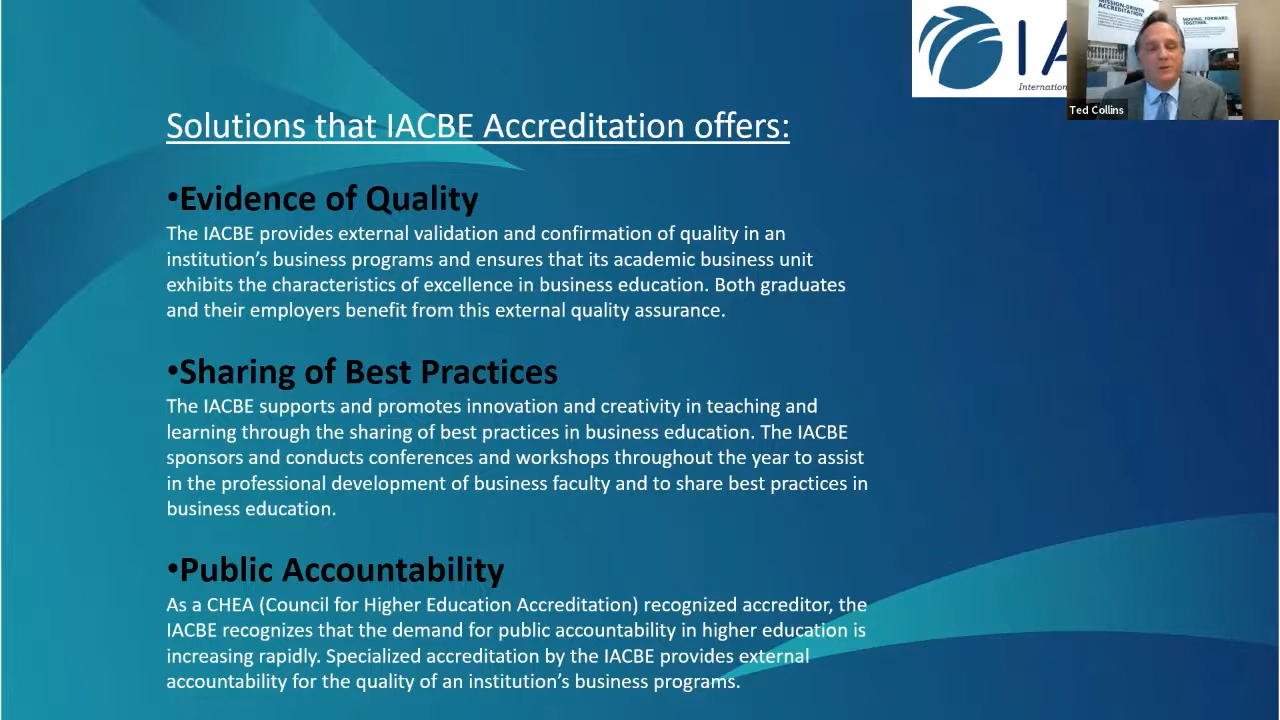 MISSION-DRIVEN
ACCREDITATION
MOVING FORWARD.
TOGETHER.
IA
Internation
Ted Collins
Solutions that IACBE Accreditation offers:
•Evidence of Quality
The IACBE provides external validation and confirmation of quality in an
institution’s business programs and ensures that its academic business unit
exhibits the characteristics of excellence in business education. Both graduates
and their employers benefit from this external quality assurance.
•Sharing of Best Practices
The IACBE supports and promotes innovation and creativity in teaching and
learning through the sharing of best practices in business education. The IACBE
sponsors and conducts conferences and workshops throughout the year to assist
in the professional development of business faculty and to share best practices in
business education.
•Public Accountability
As a CHEA (Council for Higher Education Accreditation) recognized accreditor, the
IACBE recognizes that the demand for public accountability in higher education is
increasing rapidly. Specialized accreditation by the IACBE provides external
accountability for the quality of an institution’s business programs.